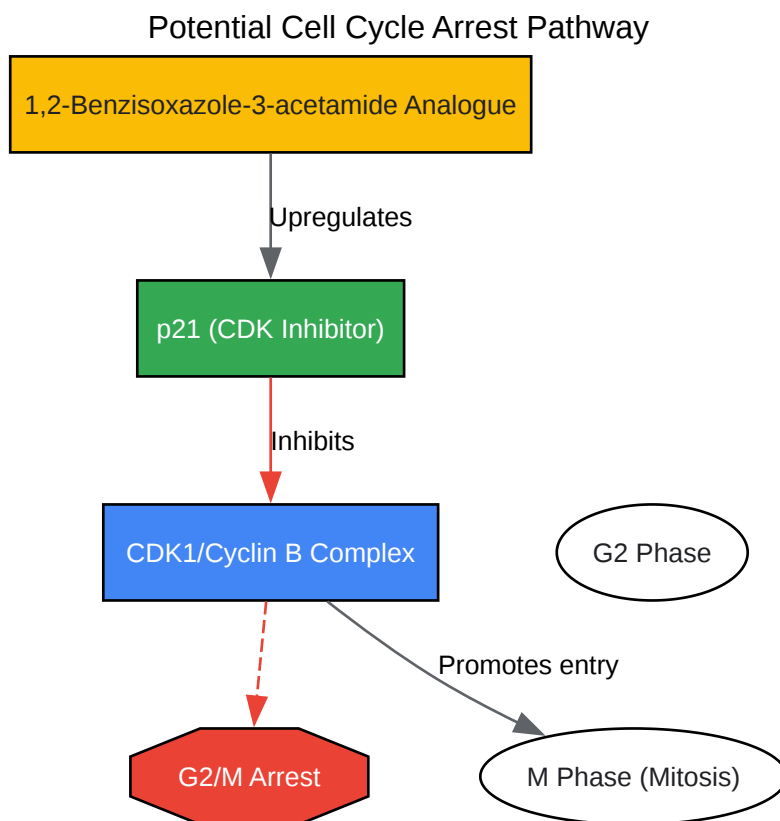 Potential Cell Cycle Arrest Pathway
1,2-Benzisoxazole-3-acetamide Analogue
Upregulates
p21 (CDK Inhibitor)
Inhibits
CDK1/Cyclin B Complex
G2 Phase
Promotes entry
G2/M Arrest
M Phase (Mitosis)